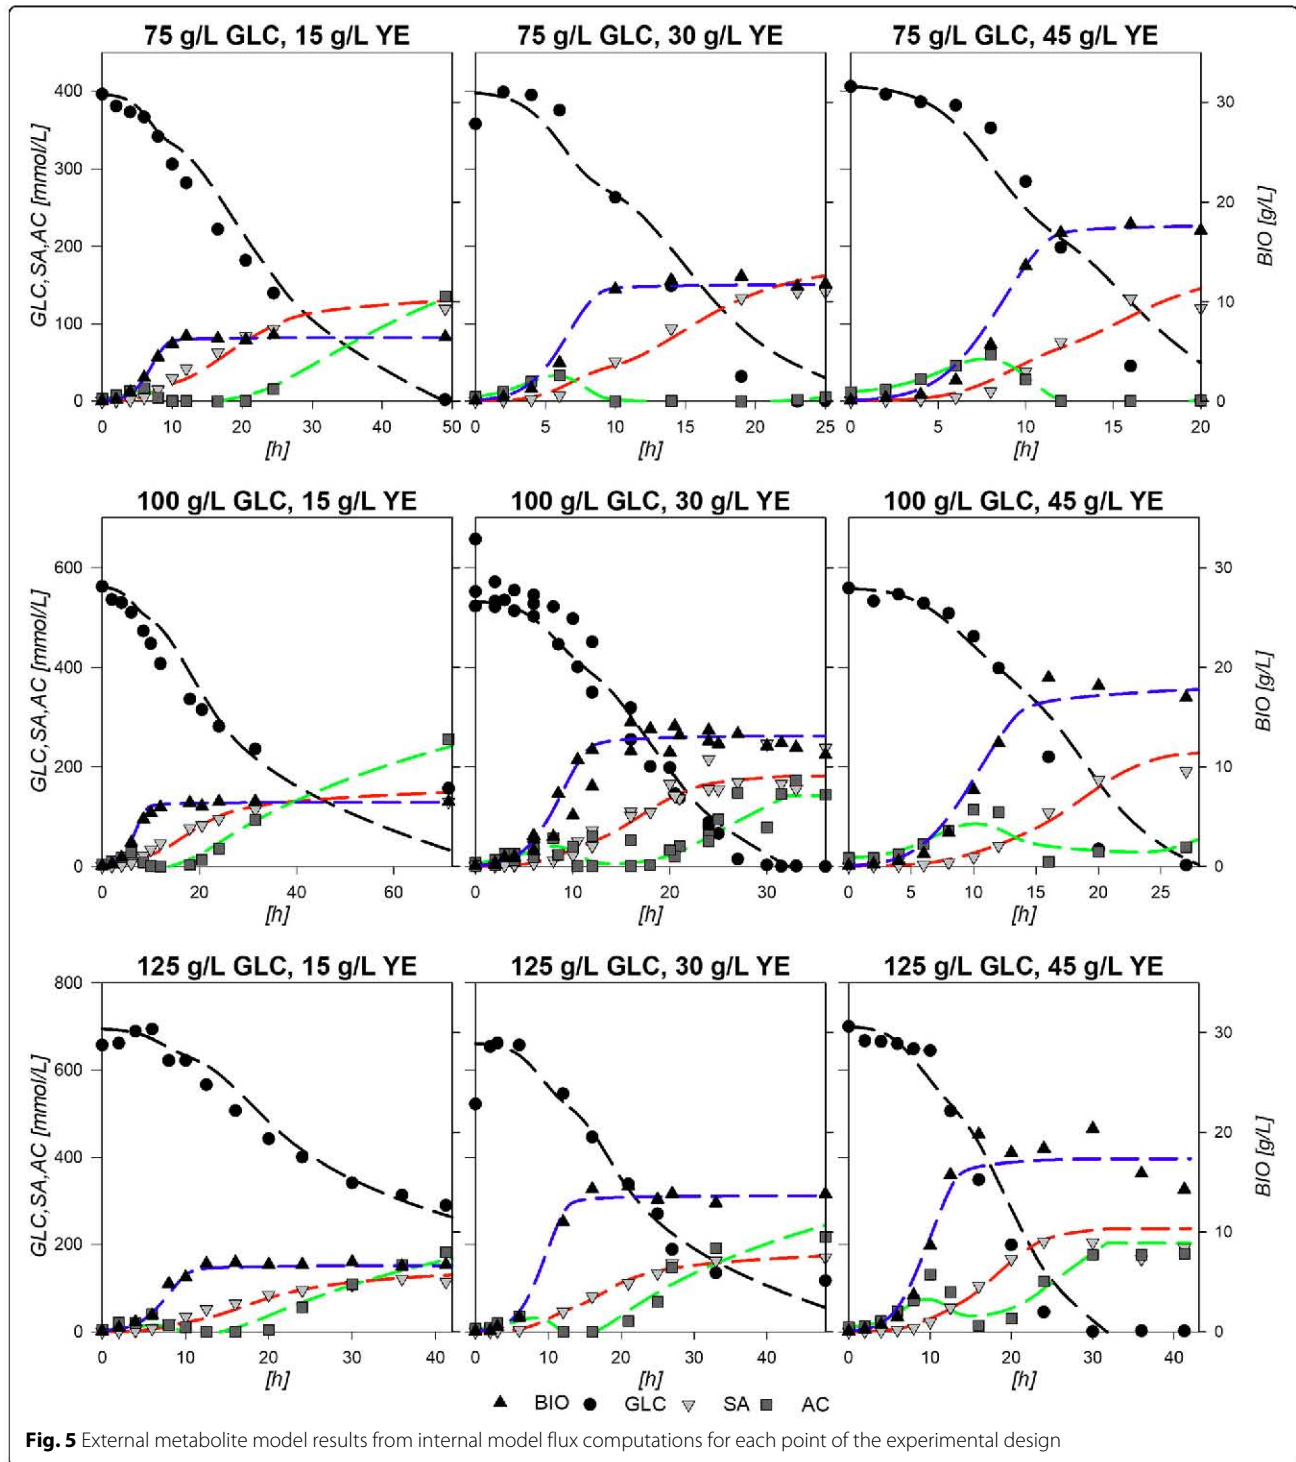 75 g/L GLC, 15 g/L YE 75 g/L GLC, 30 g/L YE 75 g/L GLC, 45 g/L YE
GLC,SA,AC [mmol/L]
400
300
200
100
0
30
20
10
0
BIO [g/L]
0 10 20 30 40 50 0 5 10 15 20 25 0 5 10 15 20
[h] [h] [h]
100 g/L GLC, 15 g/L YE 100 g/L GLC, 30 g/L YE 100 g/L GLC, 45 g/L YE
GLC,SA,AC [mmol/L]
600
400
200
0
30
20
10
0
BIO [g/L]
0 20 40 60 0 10 20 30 0 5 10 15 20 25
[h] [h] [h]
125 g/L GLC, 15 g/L YE 125 g/L GLC, 30 g/L YE 125 g/L GLC, 45 g/L YE
GLC,SA,AC [mmol/L]
800
600
400
200
0
30
20
10
0
BIO [g/L]
0 10 20 30 40 0 10 20 30 40 0 10 20 30 40
[h] [h] [h]
BIO GLC SA AC
Fig. 5 External metabolite model results from internal model flux computations for each point of the experimental design